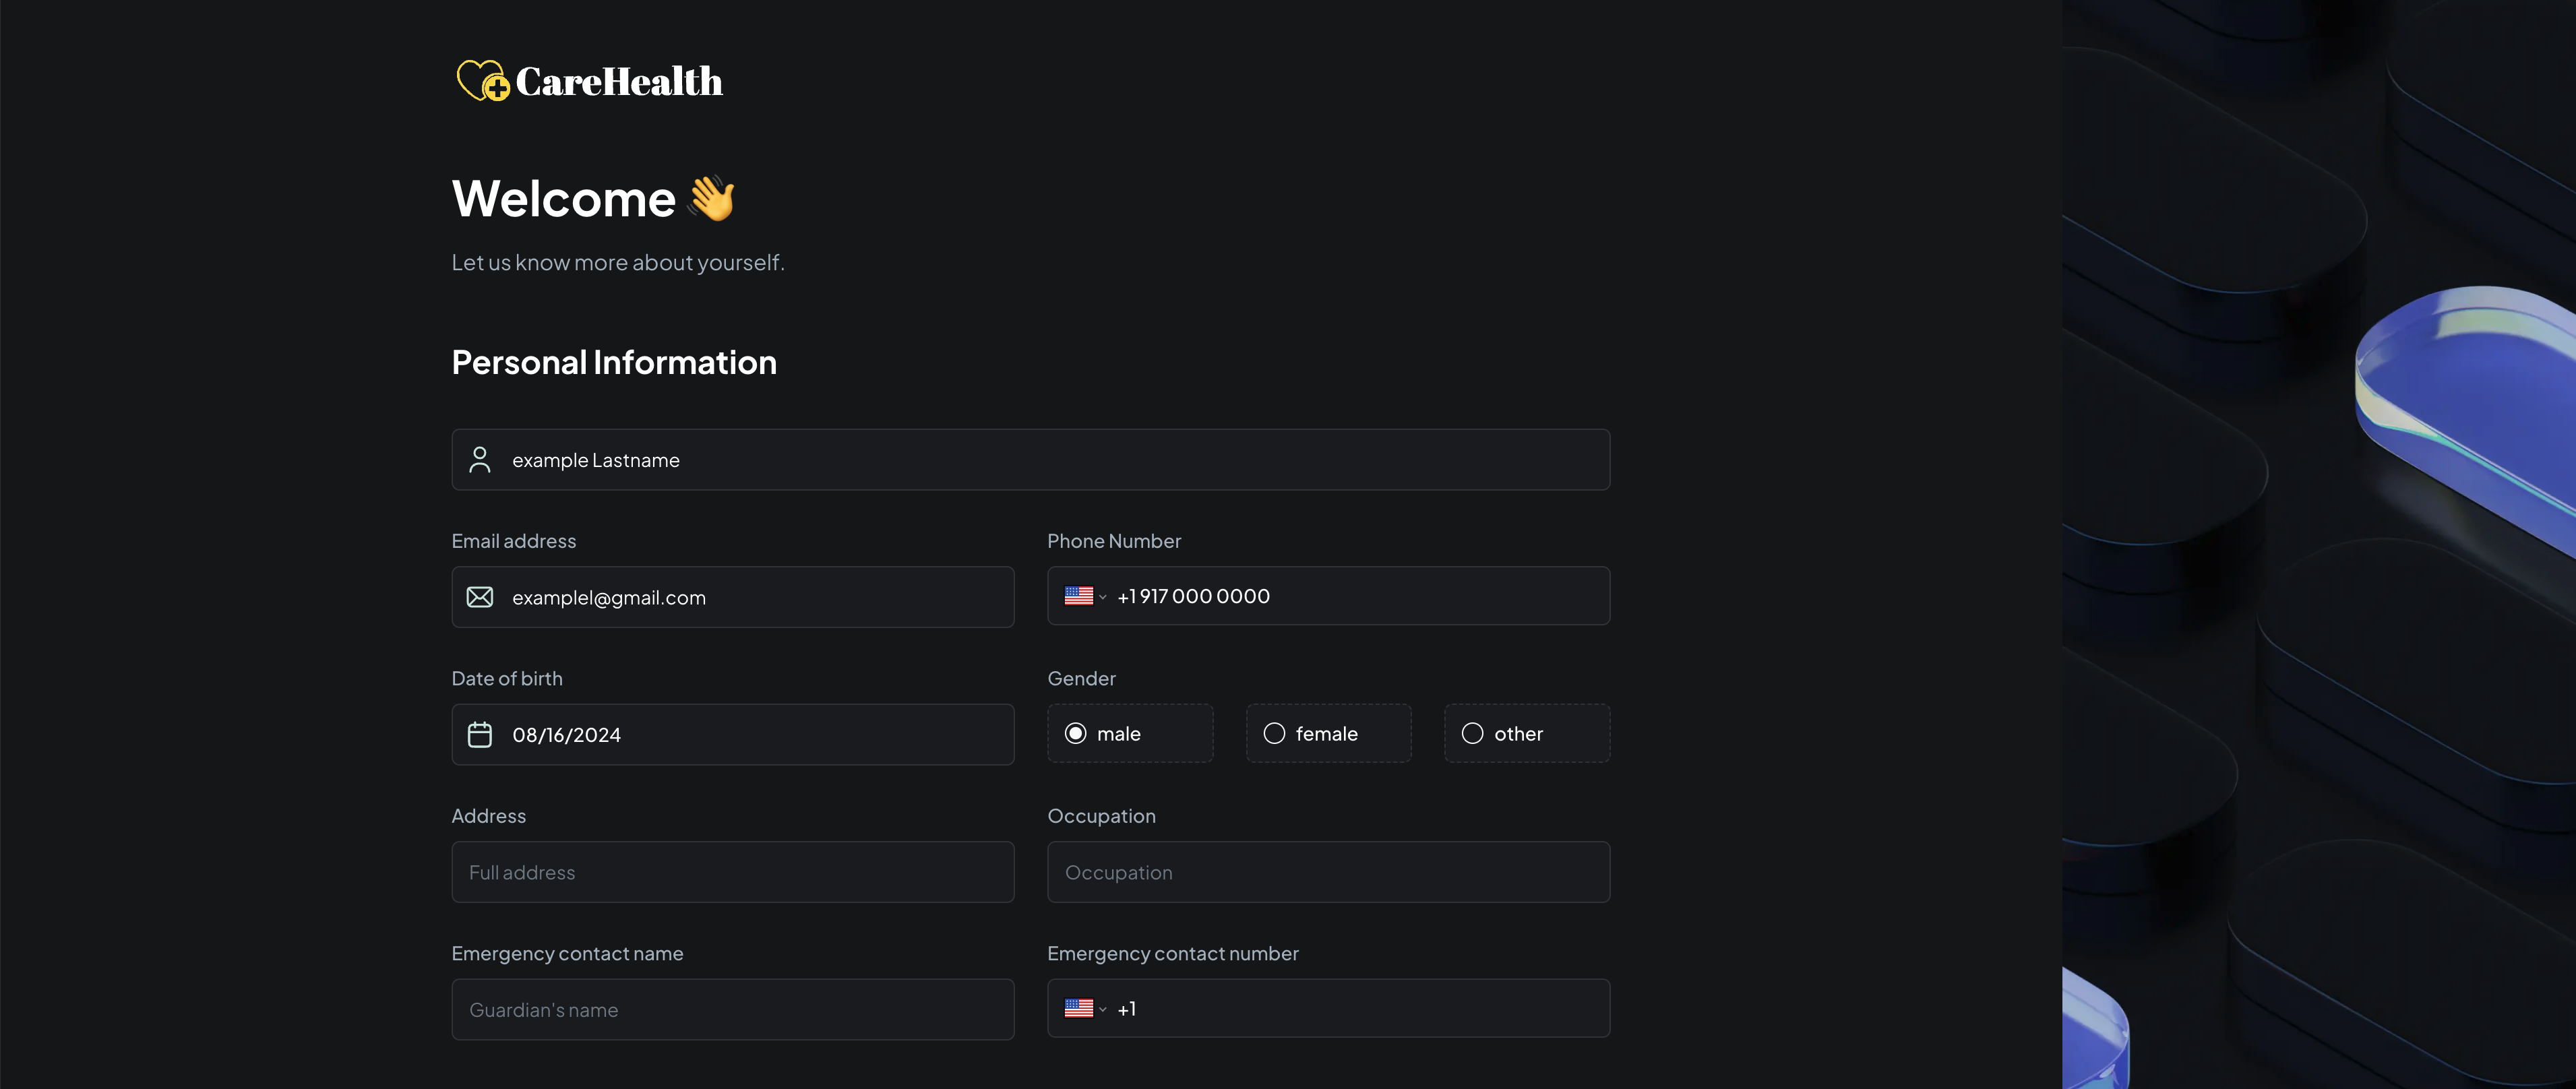 CareHealth
Welcome 👋
Let us know more about yourself.
Personal Information
example Lastname
Email address Phone Number
examplel@gmail.com +1 917 000 0000
Date of birth Gender
08/16/2024 male female other
Address Occupation
Full address Occupation
Emergency contact name Emergency contact number
Guardian's name +1